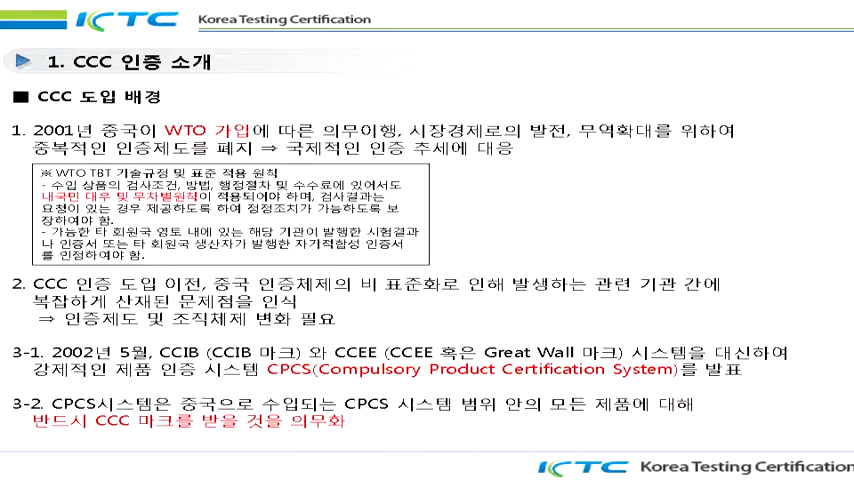 KTC Korea Testing Certification
1. CCC 인증 소개
■ CCC 도입 배경
1. 2001년 중국이 WTO 가입에 따른 의무이행, 시장경제로의 발전, 무역확대를 위하여
중복적인 인증제도를 폐지 ⇒ 국제적인 인증 추세에 대응
※ WTO TBT 기술규정 및 표준 적용 원칙
- 수입 상품의 검사조건, 방법, 행정절차 및 수수료에 있어서도
내국민 대우 및 무차별원칙이 적용되어야 하며, 검사결과는
요청이 있는 경우 제공하도록 하여 정정조치가 가능하도록 보
장하여야 함.
- 가능한 타 회원국 영토 내에 있는 해당 기관이 발행한 시험결과
나 인증서 또는 타 회원국 생산자가 발행한 자기적합성 인증서
를 인정하여야 함.
2. CCC 인증 도입 이전, 중국 인증체제의 비 표준화로 인해 발생하는 관련 기관 간에
복잡하게 산재된 문제점을 인식
⇒ 인증제도 및 조직체제 변화 필요
3-1. 2002년 5월, CCIB (CCIB 마크) 와 CCEE (CCEE 혹은 Great Wall 마크) 시스템을 대신하여
강제적인 제품 인증 시스템 CPCS(Compulsory Product Certification System)를 발표
3-2. CPCS시스템은 중국으로 수입되는 CPCS 시스템 범위 안의 모든 제품에 대해
반드시 CCC 마크를 받을 것을 의무화
KTC Korea Testing Certification